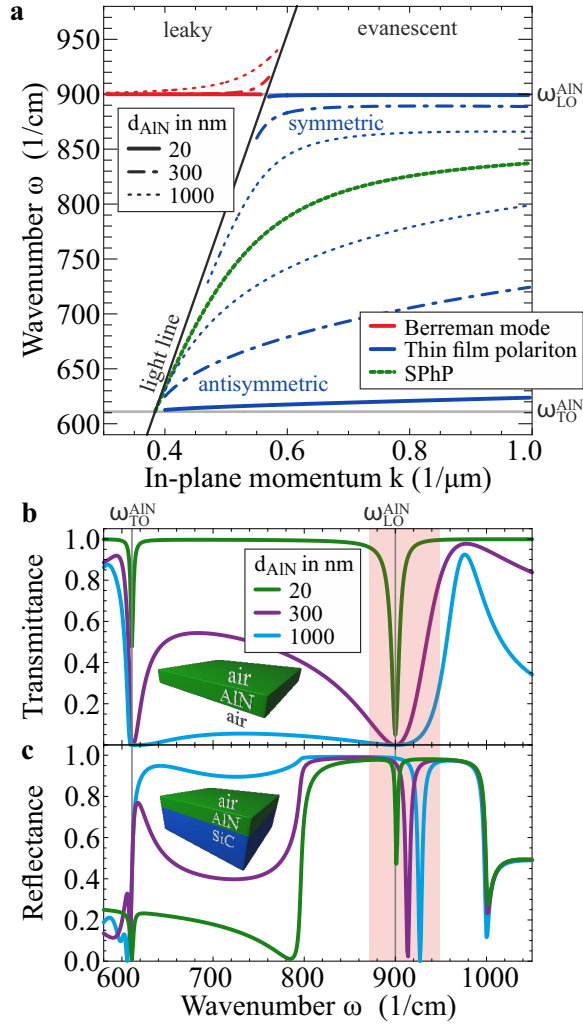 a
leaky
evanescent
950
900
850
800
750
700
650
600
Wavenumber ω (1/cm)
d_AlN in nm
20
300
1000
symmetric
antisymmetric
light line
ω_LO^AlN
ω_TO^AlN
Berreman mode
Thin film polariton
SPhP
0.4
0.6
0.8
1.0
In-plane momentum k (1/µm)
b
ω_TO^AlN
ω_LO^AlN
1.0
0.8
0.6
0.4
0.2
Transmittance
d_AlN in nm
20
300
1000
air
AlN
air
c
1.0
0.8
0.6
0.4
0.2
0.0
Reflectance
air
AlN
SiC
600
700
800
900
1000
Wavenumber ω (1/cm)